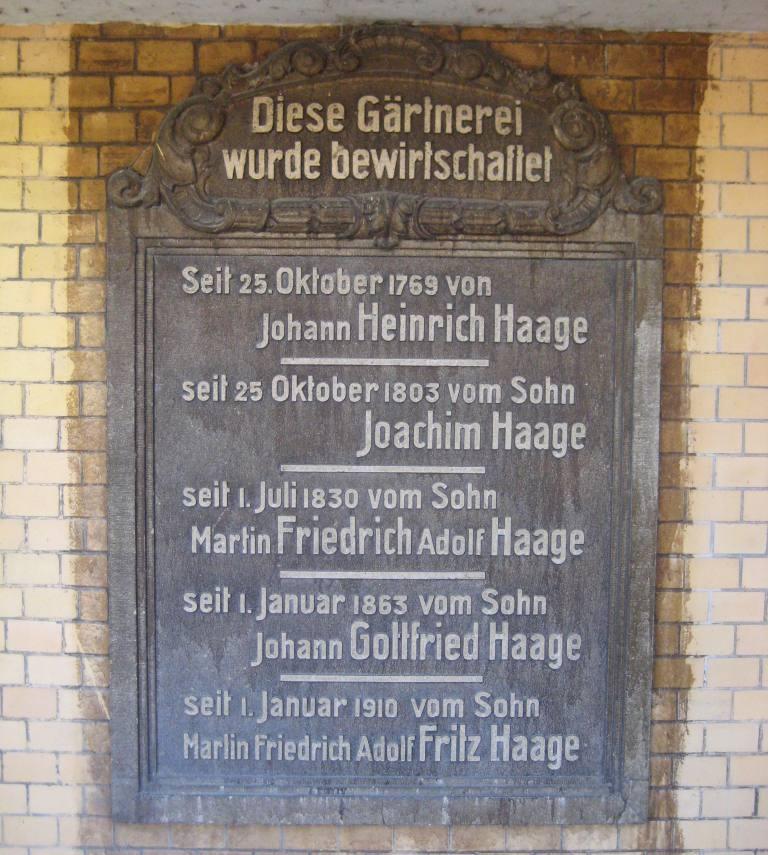 Diese Gärtnerei
wurde bewirtschaftet
Seit 25. Oktober 1769 von
Johann Heinrich Haage
seit 25 Oktober 1803 vom Sohn
Joachim Haage
seit 1. Juli 1830 vom Sohn
Martin Friedrich Adolf Haage
seit 1. Januar 1863 vom Sohn
Johann Gottfried Haage
seit 1. Januar 1910 vom Sohn
Martin Friedrich Adolf Fritz Haage